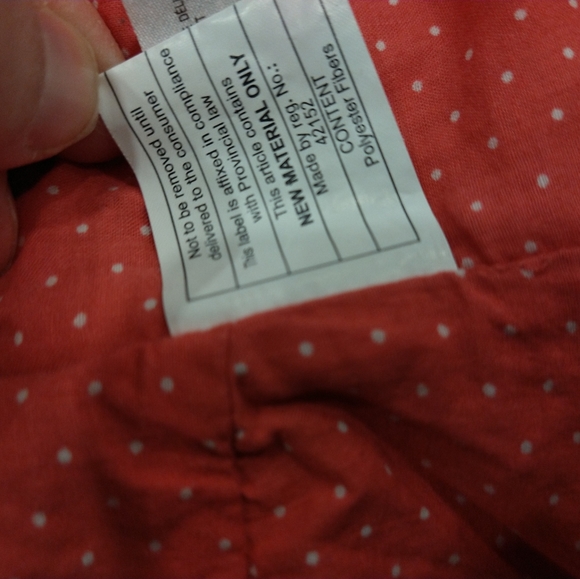 Not to be removed until
delivered to the consumer
This label is affixed in compliance
with Provincial law
This article contains
NEW MATERIAL ONLY
Made by reg. No.:
42152
CONTENT
Polyester Fibers